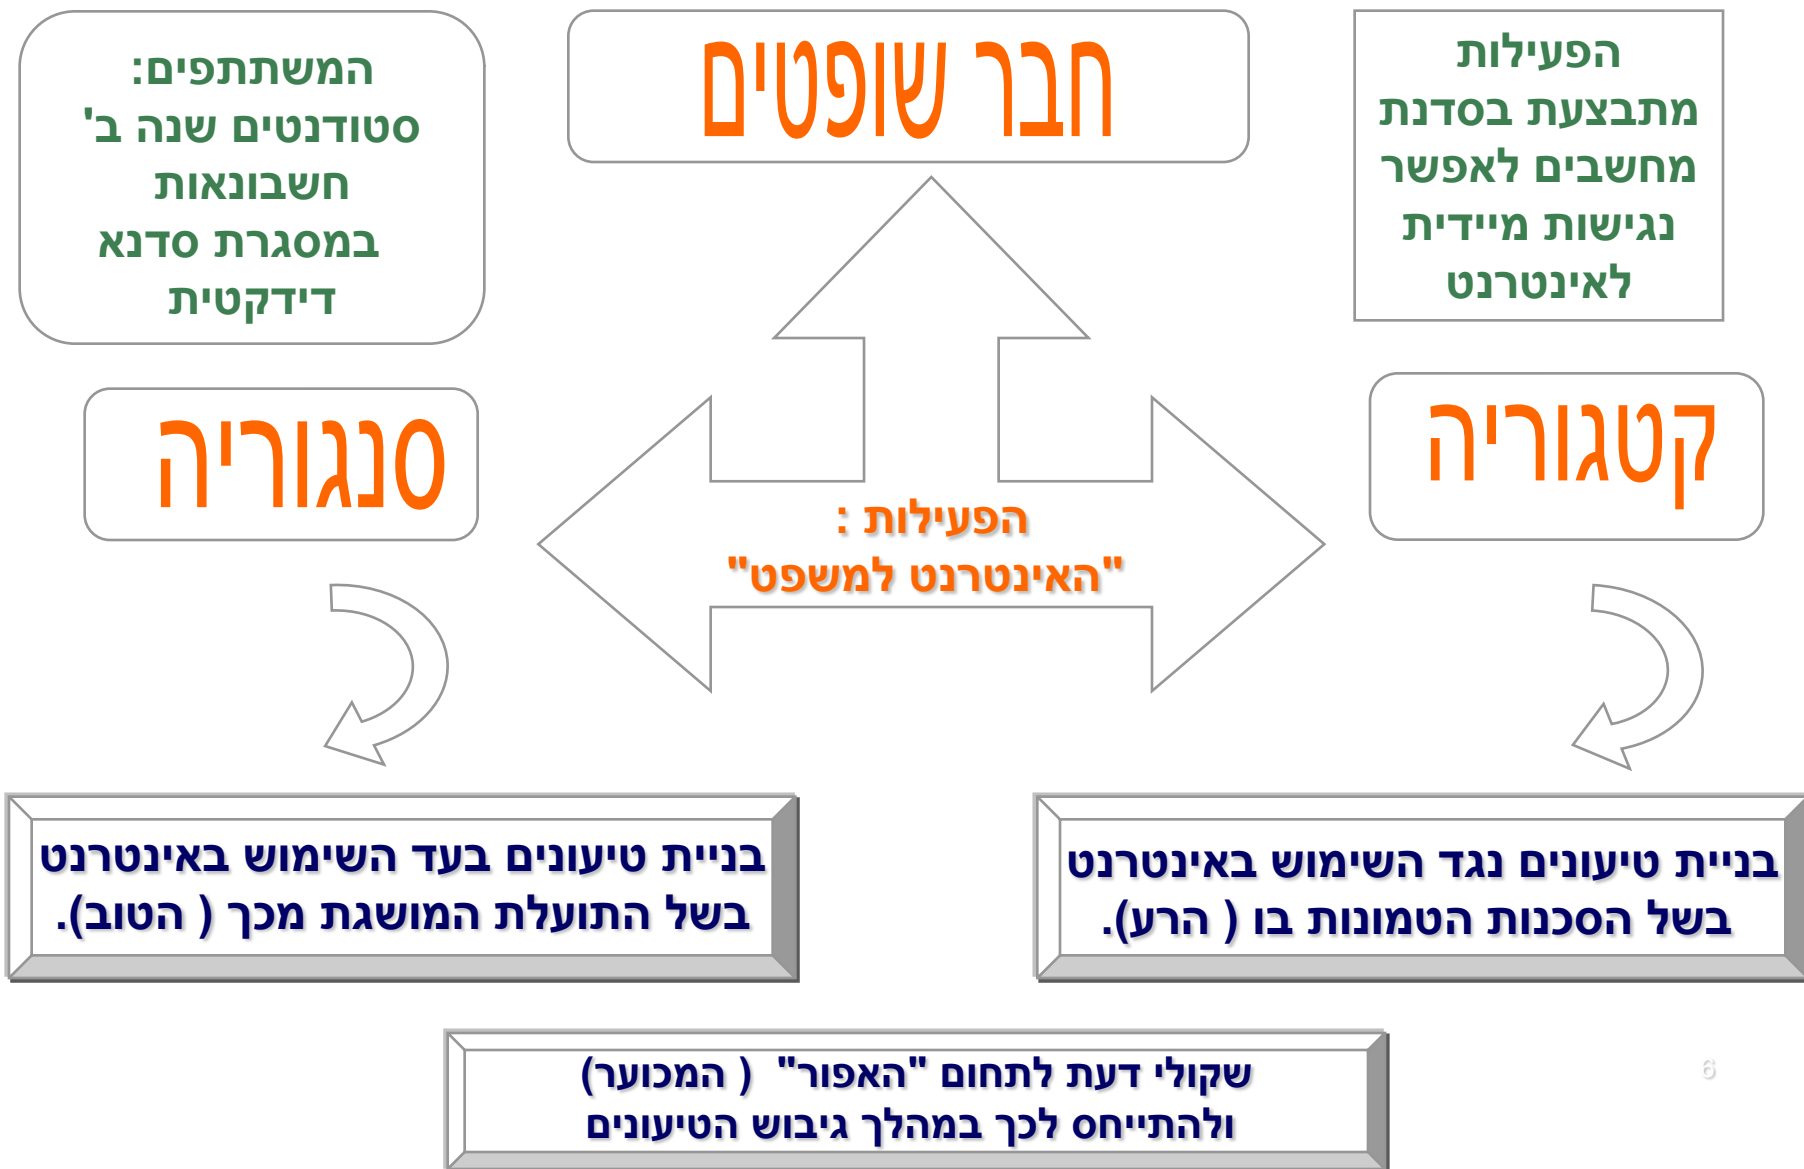 הפעילות
מתבצעת בסדנת
מחשבים לאפשר
נגישות מיידית
לאינטרנט
חבר שופטים
המשתתפים:
סטודנטים שנה ב'
חשבונאות
במסגרת סדנא
דידקטית
קטגוריה
סנגוריה
הפעילות :
"האינטרנט למשפט"
בניית טיעונים נגד השימוש באינטרנט
בשל הסכנות הטמונות בו ( הרע).
בניית טיעונים בעד השימוש באינטרנט
בשל התועלת המושגת מכך ( הטוב).
שקולי דעת לתחום "האפור" ( המכוער)
ולהתייחס לכך במהלך גיבוש הטיעונים
6